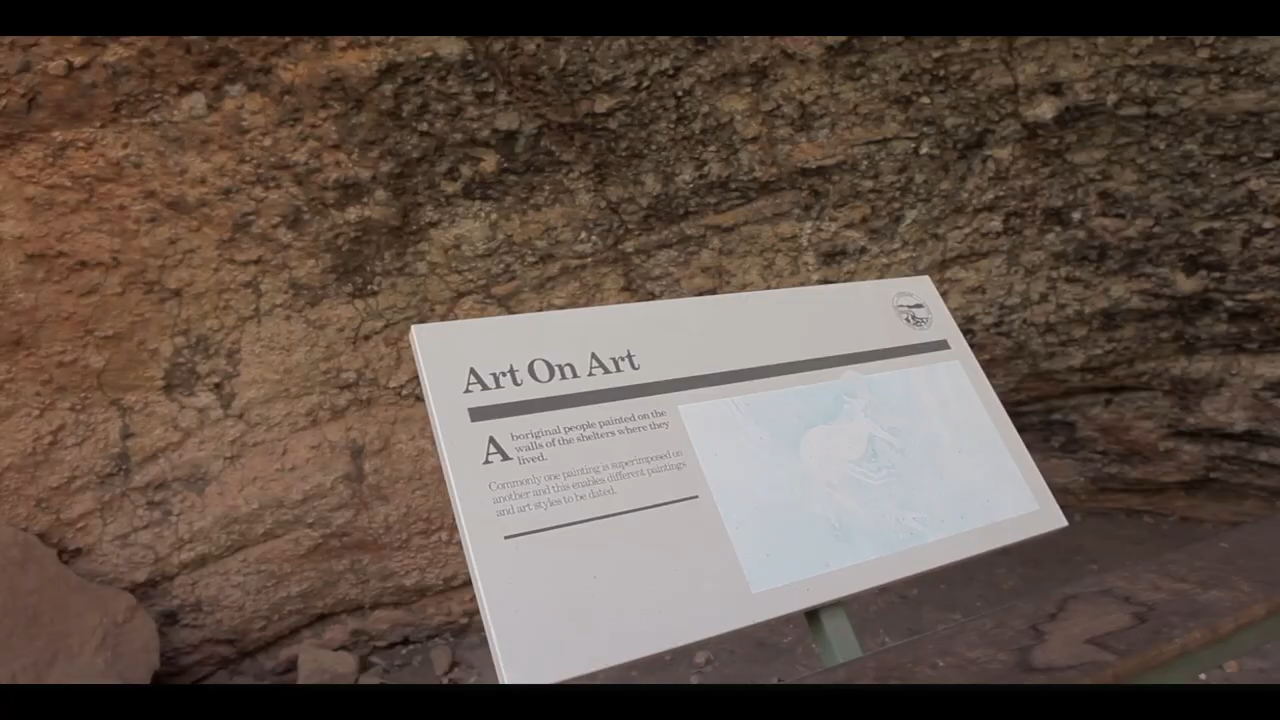 Art On Art
Aboriginal people painted on the
walls of the shelters where they
lived.
Commonly one painting is superimposed on
another and this enables different paintings
and art styles to be dated.